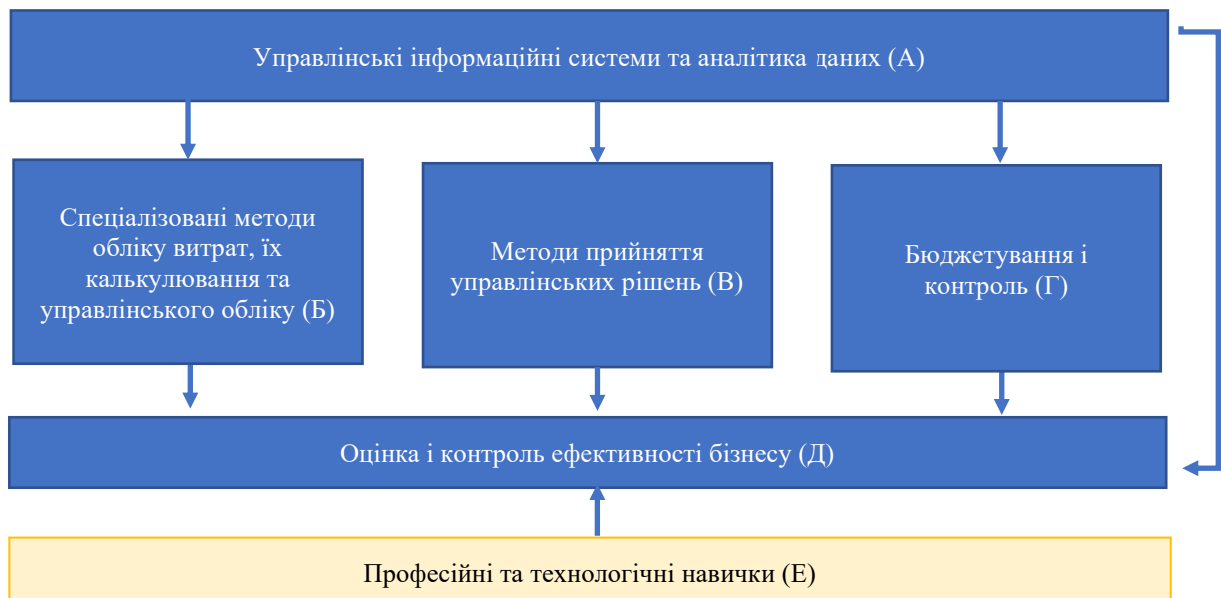 Управлінські інформаційні системи та аналітика даних (А)
Спеціалізовані методи
обліку витрат, їх
калькулювання та
управлінського обліку (Б)
Методи прийняття
управлінських рішень (В)
Бюджетування і
контроль (Г)
Оцінка і контроль ефективності бізнесу (Д)
Професійні та технологічні навички (Е)